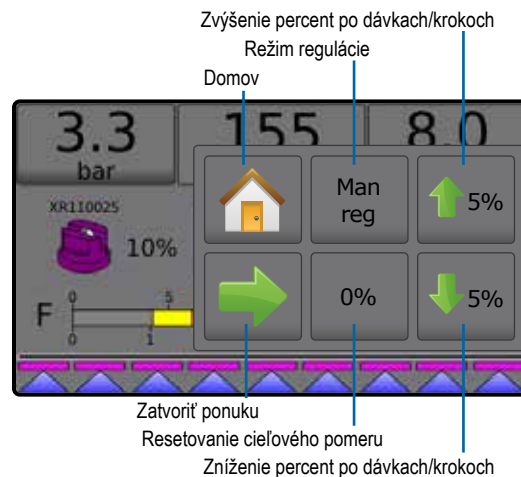 Zvýšenie percent po dávkach/krokoch
Režim regulácie
Domov
3.3
155
8.0
bar
Man
reg
5%
XR110025
10%
0%
5%
F
0
5
0
1
Zatvoriť ponuku
Resetovanie cieľového pomeru
Zníženie percent po dávkach/krokoch